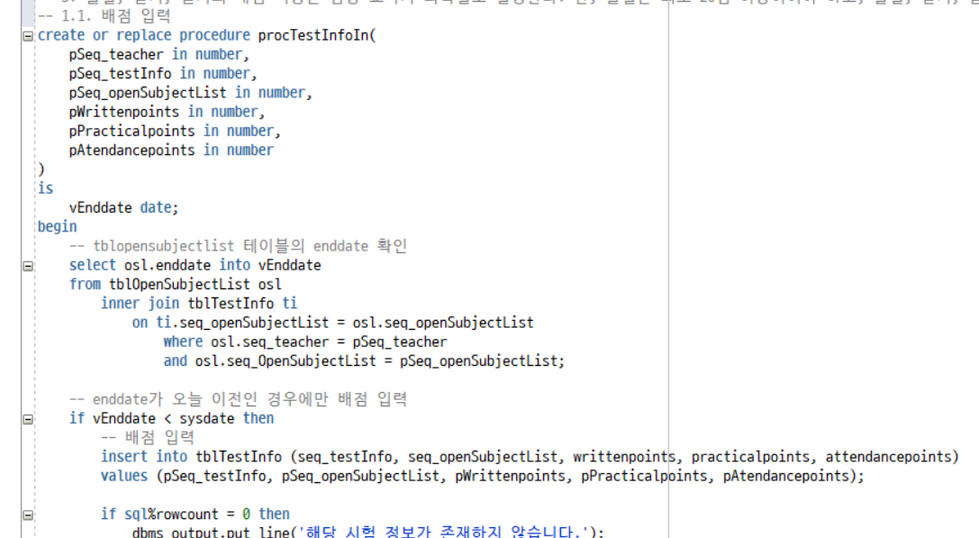 -- 1.1. 배점 입력
create or replace procedure procTestInfoIn(
pSeq_teacher in number,
pSeq_testInfo in number,
pSeq_openSubjectList in number,
pWrittenpoints in number,
pPracticalpoints in number,
pAtendancepoints in number
)
is
vEnddate date;
begin
-- tblopensubjectlist 테이블의 enddate 확인
select osl.enddate into vEnddate
from tblOpenSubjectList osl
inner join tblTestInfo ti
on ti.seq_openSubjectList = osl.seq_openSubjectList
where osl.seq_teacher = pSeq_teacher
and osl.seq_OpenSubjectList = pSeq_openSubjectList;
-- enddate가 오늘 이전인 경우에만 배점 입력
if vEnddate < sysdate then
-- 배점 입력
insert into tblTestInfo (seq_testInfo, seq_openSubjectList, writtenpoints, practicalpoints, attendancepoints)
values (pSeq_testInfo, pSeq_openSubjectList, pWrittenpoints, pPracticalpoints, pAtendancepoints);
if sql%rowcount = 0 then
dbms_output.put_line('해당 시험 정보가 존재하지 않습니다.');